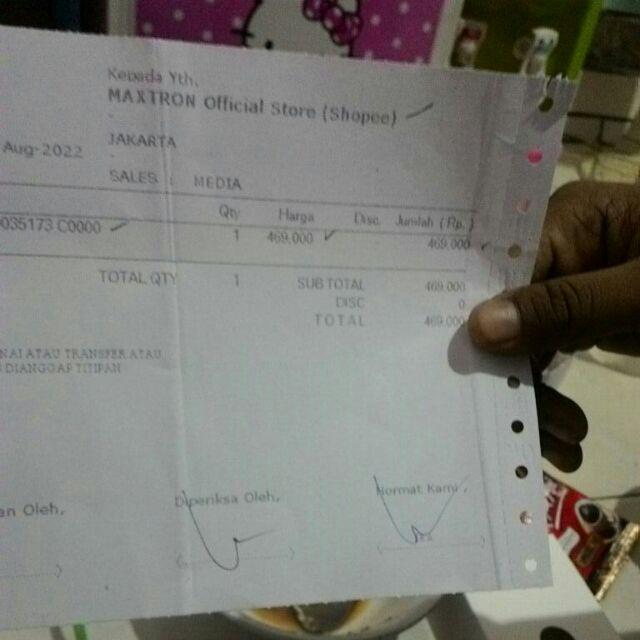 Kepada Yth,
MAXTRON Official Store (Shopee)
Aug-2022 JAKARTA
SALES : MEDIA
Qty Harga Disc. Jumlah (Rp.)
035173 C0000 1 469,000 469,000
TOTAL QTY 1 SUB TOTAL 469.000
DISC 0
TOTAL 469.000
NAI ATAU TRANSFER ATAU
DIANGGAP TITIPAN
an Oleh, Diperiksa Oleh, Hormat Kami,